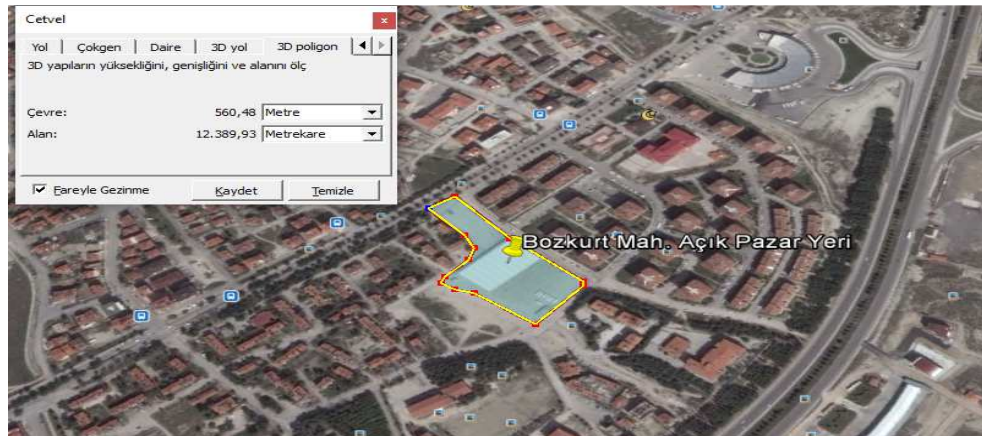 Cetvel
Yol Çokgen Daire 3D yol 3D poligon
3D yapıların yüksekliğini, genişliğini ve alanını ölç
Çevre: 560,48 Metre
Alan: 12.389,93 Metrekare
Fareyle Gezinme Kaydet Temizle
Bozkurt Mah. Açık Pazar Yeri